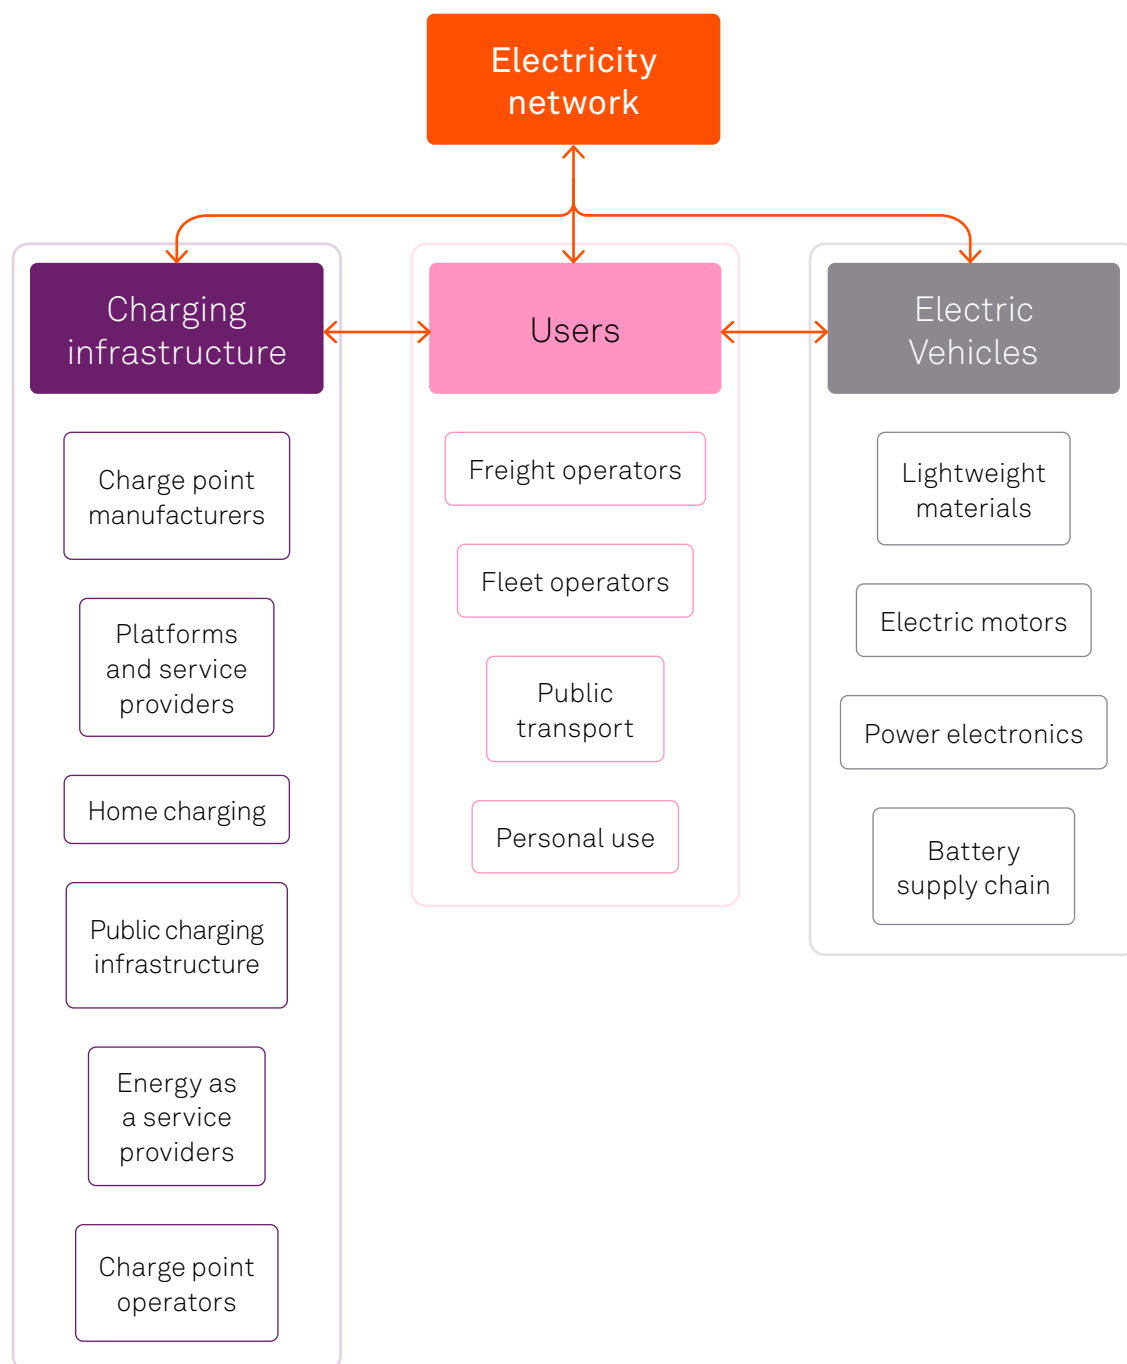 Electricity
network
Charging
infrastructure
Charge point
manufacturers
Platforms
and service
providers
Home charging
Public charging
infrastructure
Energy as
a service
providers
Charge point
operators
Users
Freight operators
Fleet operators
Public
transport
Personal use
Electric
Vehicles
Lightweight
materials
Electric motors
Power electronics
Battery
supply chain